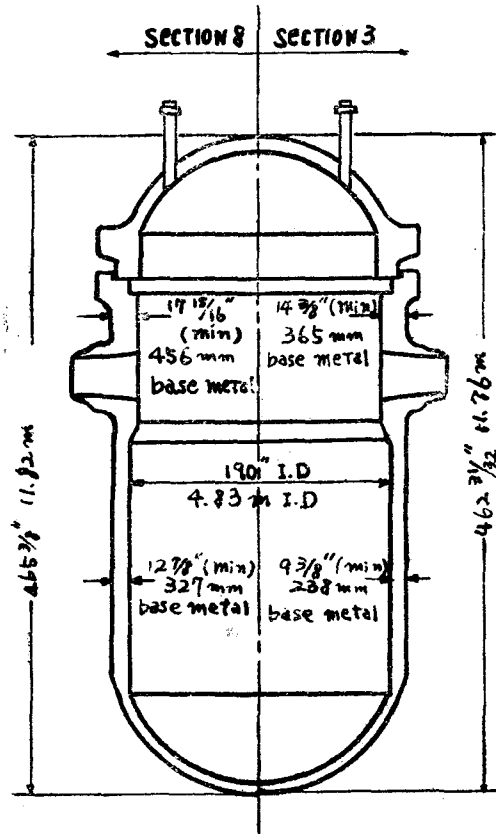 SECTION 8 SECTION 3
17 15/16"
(min)
456 mm
base metal
14 3/8" (min)
365 mm
base metal
190" I.D
4.83 m I.D
12 7/8" (min)
327 mm
base metal
9 3/8" (min)
238 mm
base metal
465 3/8" 11.82 m
462 31/32" 11.76 m